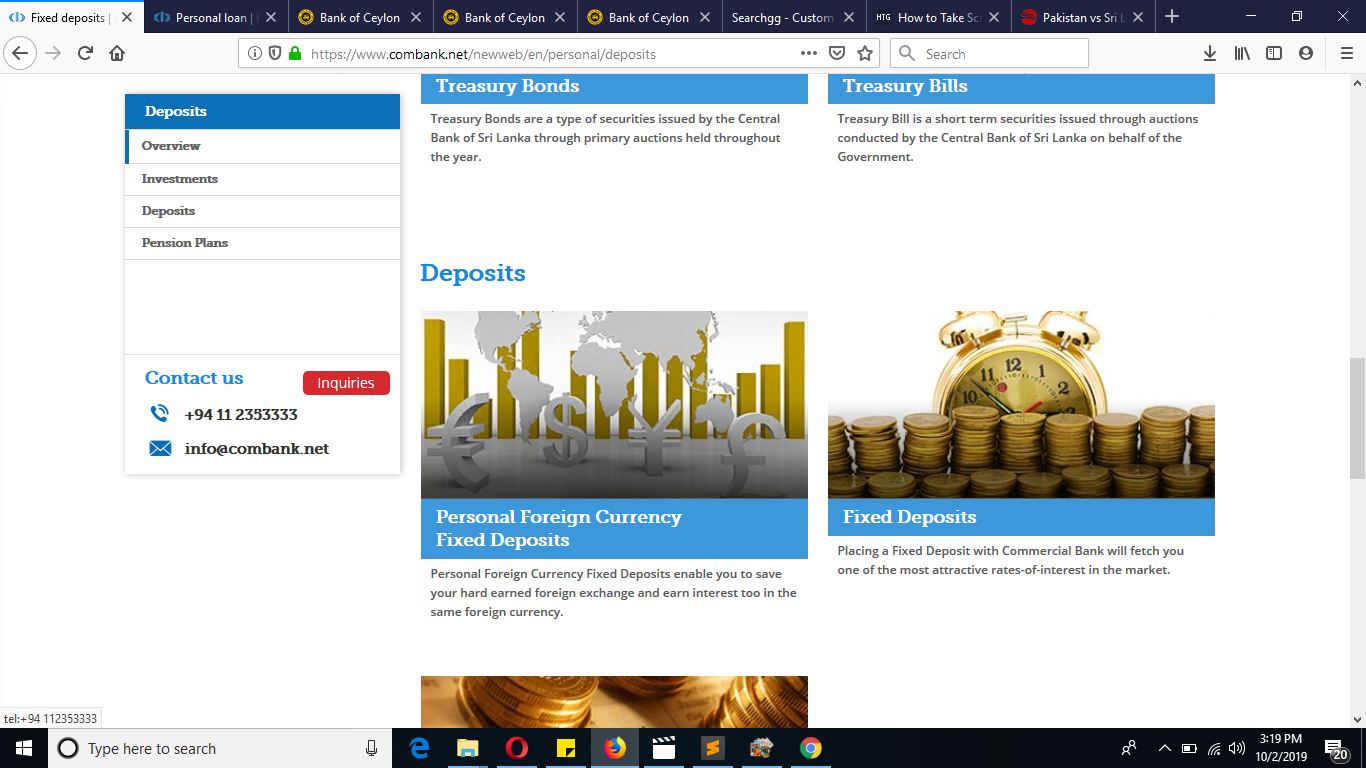 Fixed deposits |
Personal loan |
Bank of Ceylon
Bank of Ceylon
Bank of Ceylon
Searchgg - Custom
HTG How to Take Sc
Pakistan vs Sri L
https://www.combank.net/newweb/en/personal/deposits
Search
Deposits
Overview
Investments
Deposits
Pension Plans
Contact us
Inquiries
+94 11 2353333
info@combank.net
Treasury Bonds
Treasury Bonds are a type of securities issued by the Central
Bank of Sri Lanka through primary auctions held throughout
the year.
Treasury Bills
Treasury Bill is a short term securities issued through auctions
conducted by the Central Bank of Sri Lanka on behalf of the
Government.
Deposits
€ $ ¥ £
11 12 1
10 2
3
Personal Foreign Currency
Fixed Deposits
Personal Foreign Currency Fixed Deposits enable you to save
your hard earned foreign exchange and earn interest too in the
same foreign currency.
Fixed Deposits
Placing a Fixed Deposit with Commercial Bank will fetch you
one of the most attractive rates-of-interest in the market.
tel:+94 112353333
Type here to search
3:19 PM
10/2/2019
20